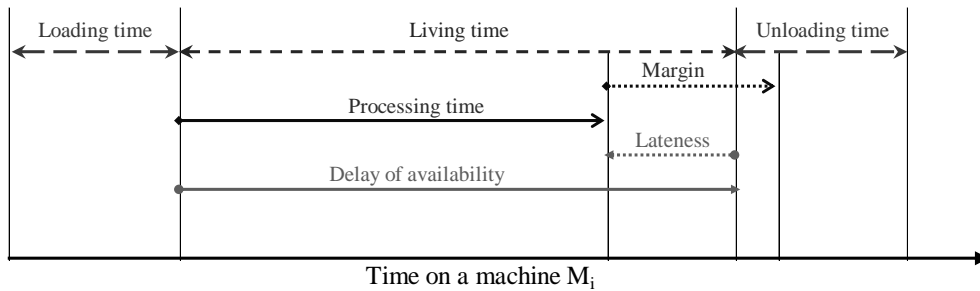 Loading time
Living time
Unloading time
Margin
Processing time
Lateness
Delay of availability
Time on a machine Mi